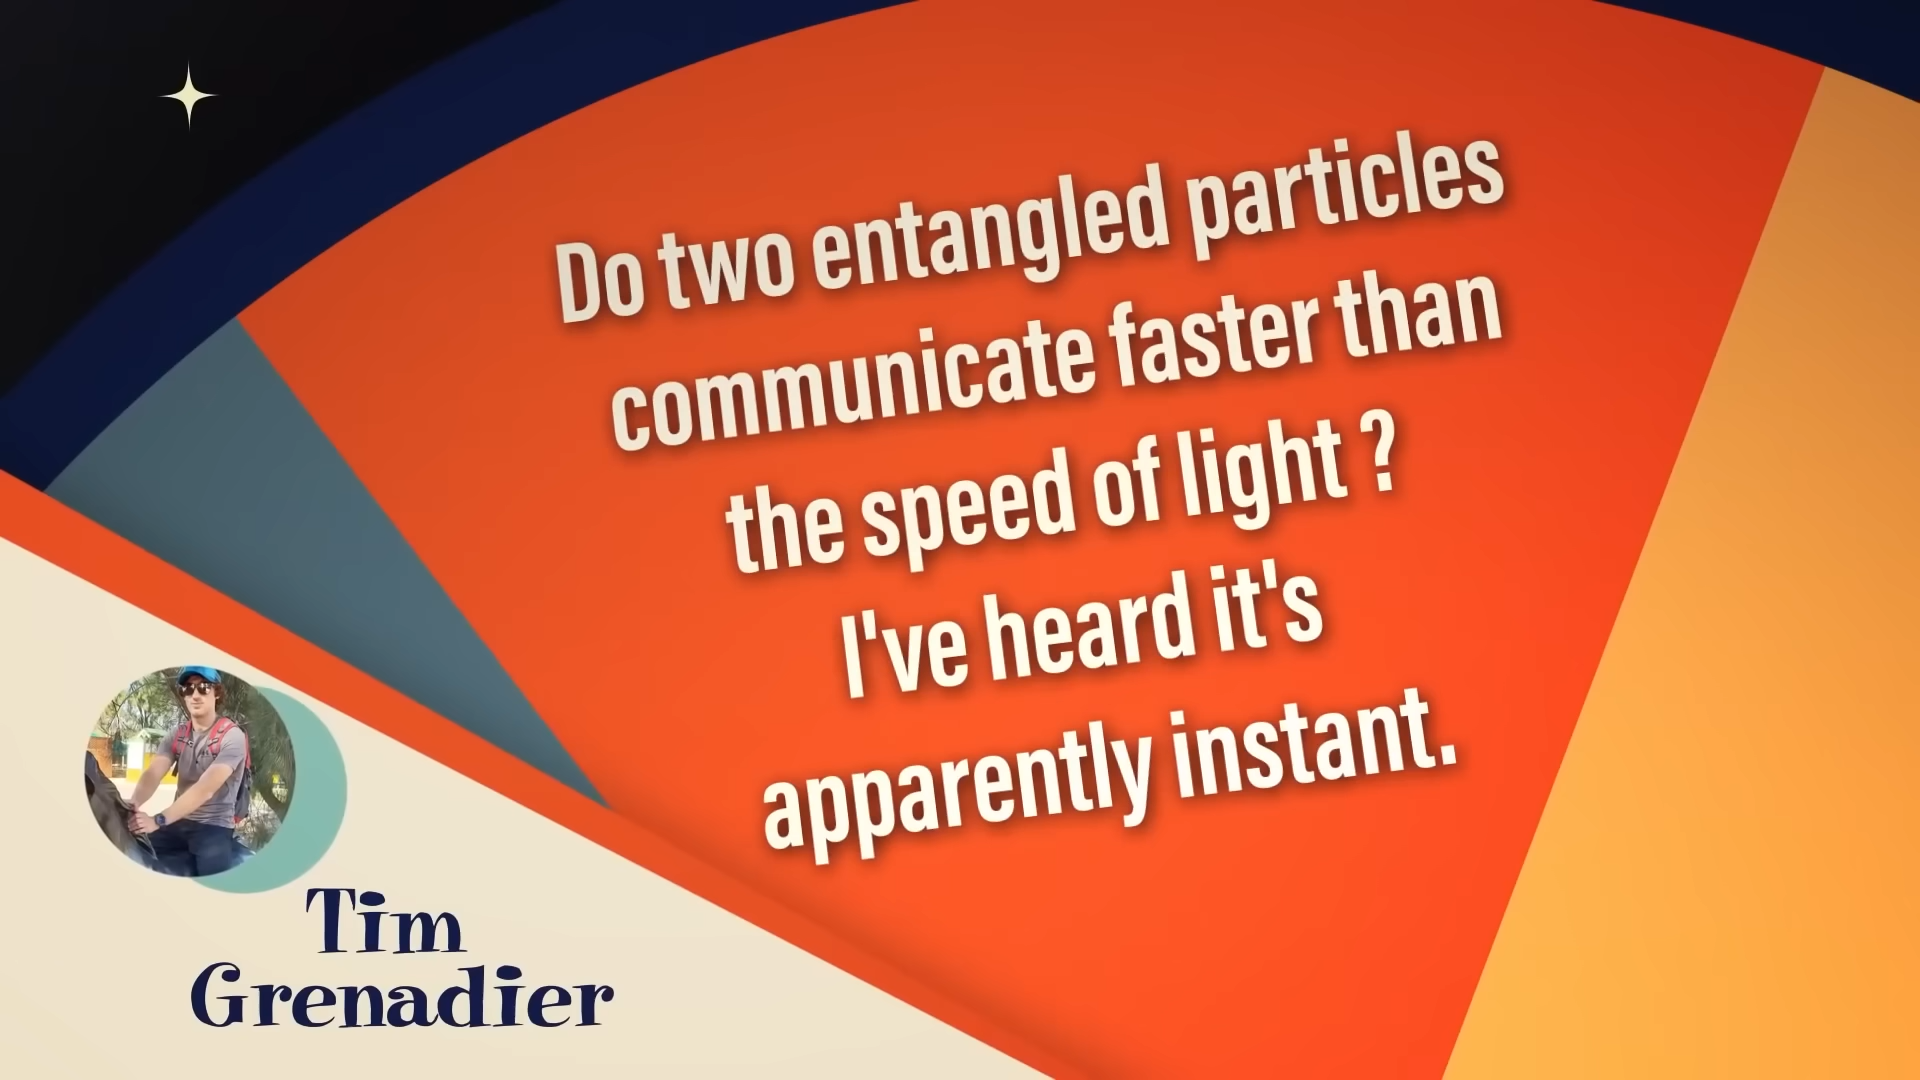 Do two entangled particles
communicate faster than
the speed of light ?
I've heard it's
apparently instant.
Tim
Grenadier